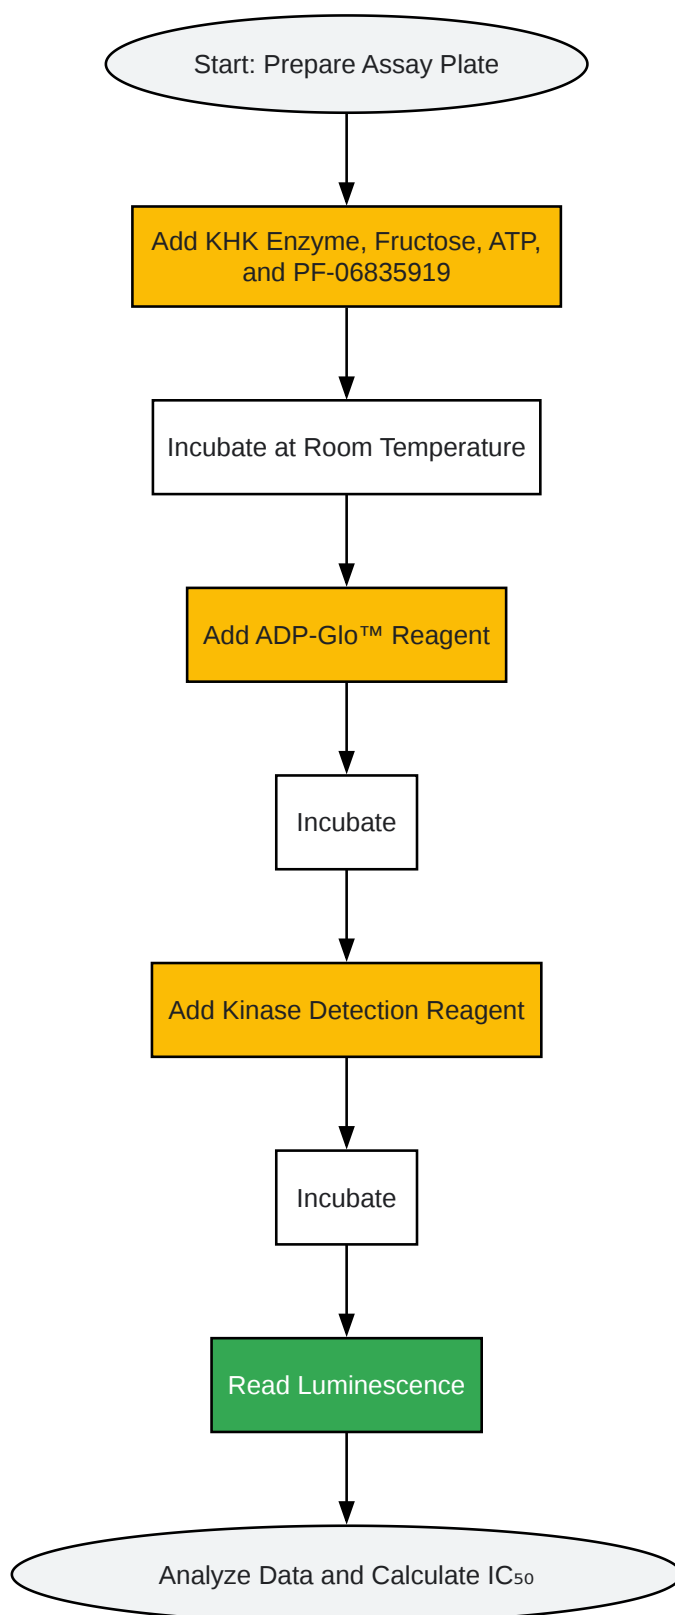 Start: Prepare Assay Plate
Add KHK Enzyme, Fructose, ATP,
and PF-06835919
Incubate at Room Temperature
Add ADP-Glo™ Reagent
Incubate
Add Kinase Detection Reagent
Incubate
Read Luminescence
Analyze Data and Calculate IC₅₀